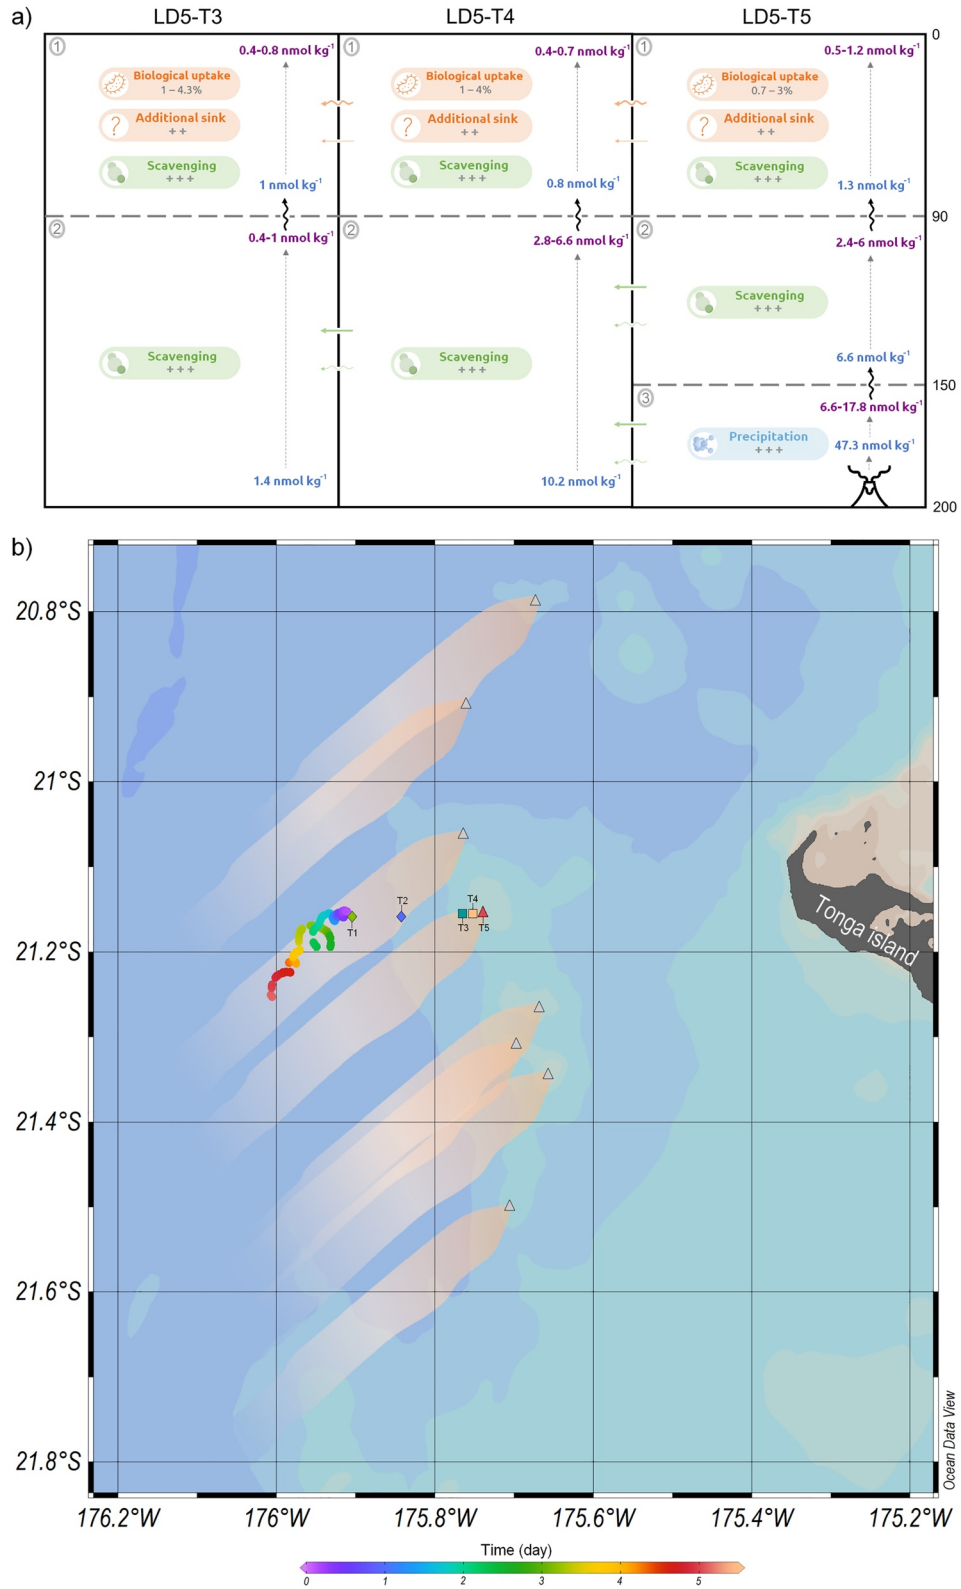 a)
LD5-T3 LD5-T4 LD5-T5
1 0.4-0.8 nmol kg-1 1 0.4-0.7 nmol kg-1 1 0.5-1.2 nmol kg-1 0
Biological uptake Biological uptake Biological uptake
1 – 4.3% 1 – 4% 0.7 – 3%
? Additional sink ? Additional sink ? Additional sink
+ + + + + +
Scavenging Scavenging Scavenging
+ + + + + + + + +
1 nmol kg-1 0.8 nmol kg-1 1.3 nmol kg-1
90
2 0.4-1 nmol kg-1 2 2.8-6.6 nmol kg-1 2 2.4-6 nmol kg-1
Scavenging
+ + +
Scavenging Scavenging 6.6 nmol kg-1
+ + + + + +
150
3 6.6-17.8 nmol kg-1
Precipitation 47.3 nmol kg-1
+ + +
1.4 nmol kg-1 10.2 nmol kg-1
200
b)
20.8°S
21°S
T1
T2
T3
T4
T5
Tonga island
21.2°S
21.4°S
21.6°S
21.8°S
Ocean Data View
176.2°W 176°W 175.8°W 175.6°W 175.4°W 175.2°W
Time (day)
0 1 2 3 4 5